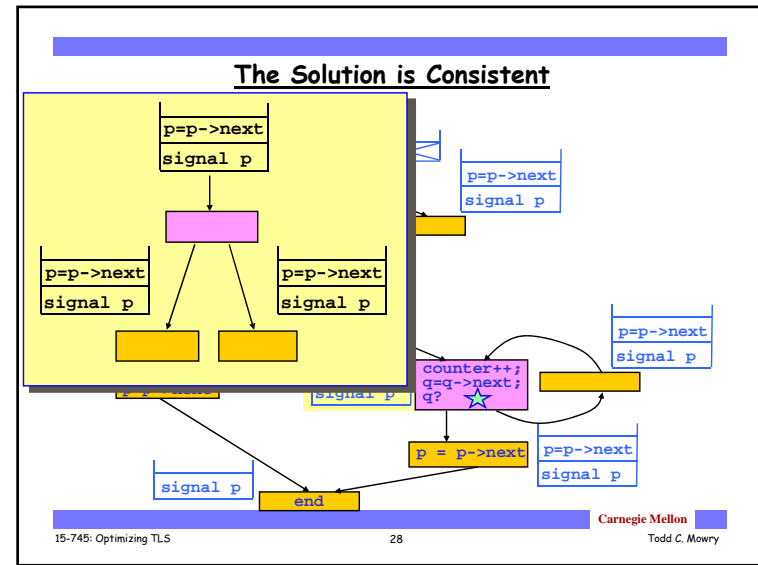 The Solution is Consistent
p=p->next
signal p
p=p->next
signal p
p=p->next
signal p
p=p->next
signal p
p=p->next
signal p
counter++;
q=q->next;
q?
signal p
p = p->next
p=p->next
signal p
signal p
end
Carnegie Mellon
15-745: Optimizing TLS
28
Todd C. Mowry